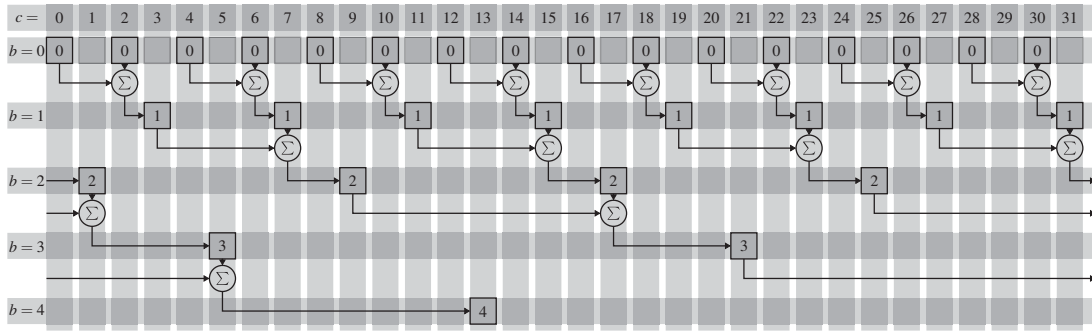 c = 0 1 2 3 4 5 6 7 8 9 10 11 12 13 14 15 16 17 18 19 20 21 22 23 24 25 26 27 28 29 30 31
b = 0 0 0 0 0 0 0 0 0 0 0 0 0 0 0 0 0
Σ Σ Σ Σ Σ Σ Σ Σ
b = 1 1 1 1 1 1 1 1 1
Σ Σ Σ Σ
b = 2 2 2 2 2
Σ Σ
b = 3 3 3
Σ
b = 4 4